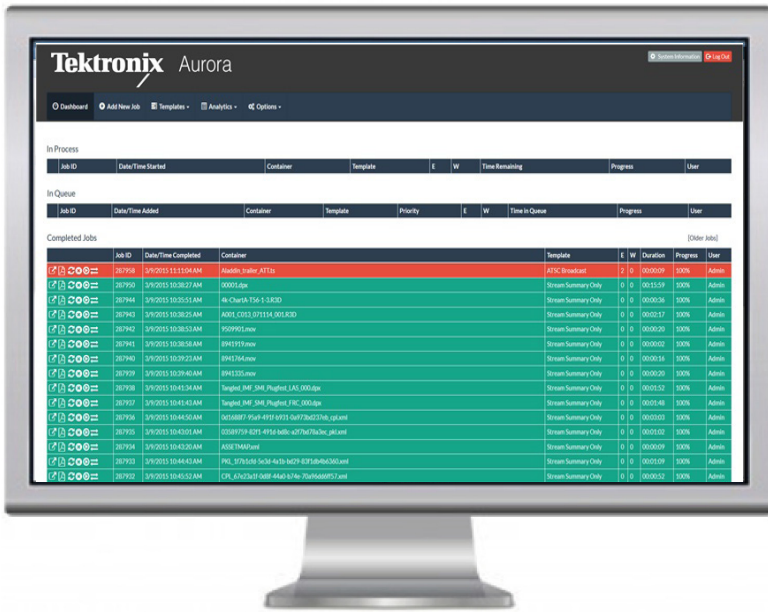 Tektronix Aurora
System Information Log Out
Dashboard Add New Job Templates Analytics Options
In Process
Job ID Date/Time Started Container Template E W Time Remaining Progress User
In Queue
Job ID Date/Time Added Container Template Priority E W Time in Queue Progress User
Completed Jobs [Older Jobs]
Job ID Date/Time Completed Container Template E W Duration Progress User
287958 3/9/2015 11:11:04 AM Aladdin_trailer_ATT.ts ATSC Broadcast 2 0 00:00:09 100% Admin
287950 3/9/2015 10:38:27 AM 00001.dpx Stream Summary Only 0 0 00:15:59 100% Admin
287944 3/9/2015 10:35:51 AM 4k-ChartA-T56-1-3.R3D Stream Summary Only 0 0 00:00:36 100% Admin
287943 3/9/2015 10:38:25 AM A001_C013_071114_001.R3D Stream Summary Only 0 0 00:02:17 100% Admin
287942 3/9/2015 10:38:53 AM 9509901.mov Stream Summary Only 0 0 00:00:20 100% Admin
287941 3/9/2015 10:38:58 AM 8941919.mov Stream Summary Only 0 0 00:00:02 100% Admin
287940 3/9/2015 10:39:23 AM 8941764.mov Stream Summary Only 0 0 00:00:16 100% Admin
287939 3/9/2015 10:39:40 AM 8941335.mov Stream Summary Only 0 0 00:00:20 100% Admin
287938 3/9/2015 10:41:34 AM Tangled_IMF_SMI_Plugfest_LAS_000.dpx Stream Summary Only 0 0 00:01:52 100% Admin
287937 3/9/2015 10:41:43 AM Tangled_IMF_SMI_Plugfest_FRC_000.dpx Stream Summary Only 0 0 00:01:48 100% Admin
287936 3/9/2015 10:44:50 AM Stream Summary Only 0 0 00:03:03 100% Admin
287935 3/9/2015 10:43:01 AM Stream Summary Only 0 0 00:01:02 100% Admin
287934 3/9/2015 10:43:20 AM ASSETMAP.xml Stream Summary Only 0 0 00:00:09 100% Admin
287933 3/9/2015 10:44:43 AM Stream Summary Only 0 0 00:01:09 100% Admin
287932 3/9/2015 10:45:52 AM Stream Summary Only 0 0 00:00:52 100% Admin